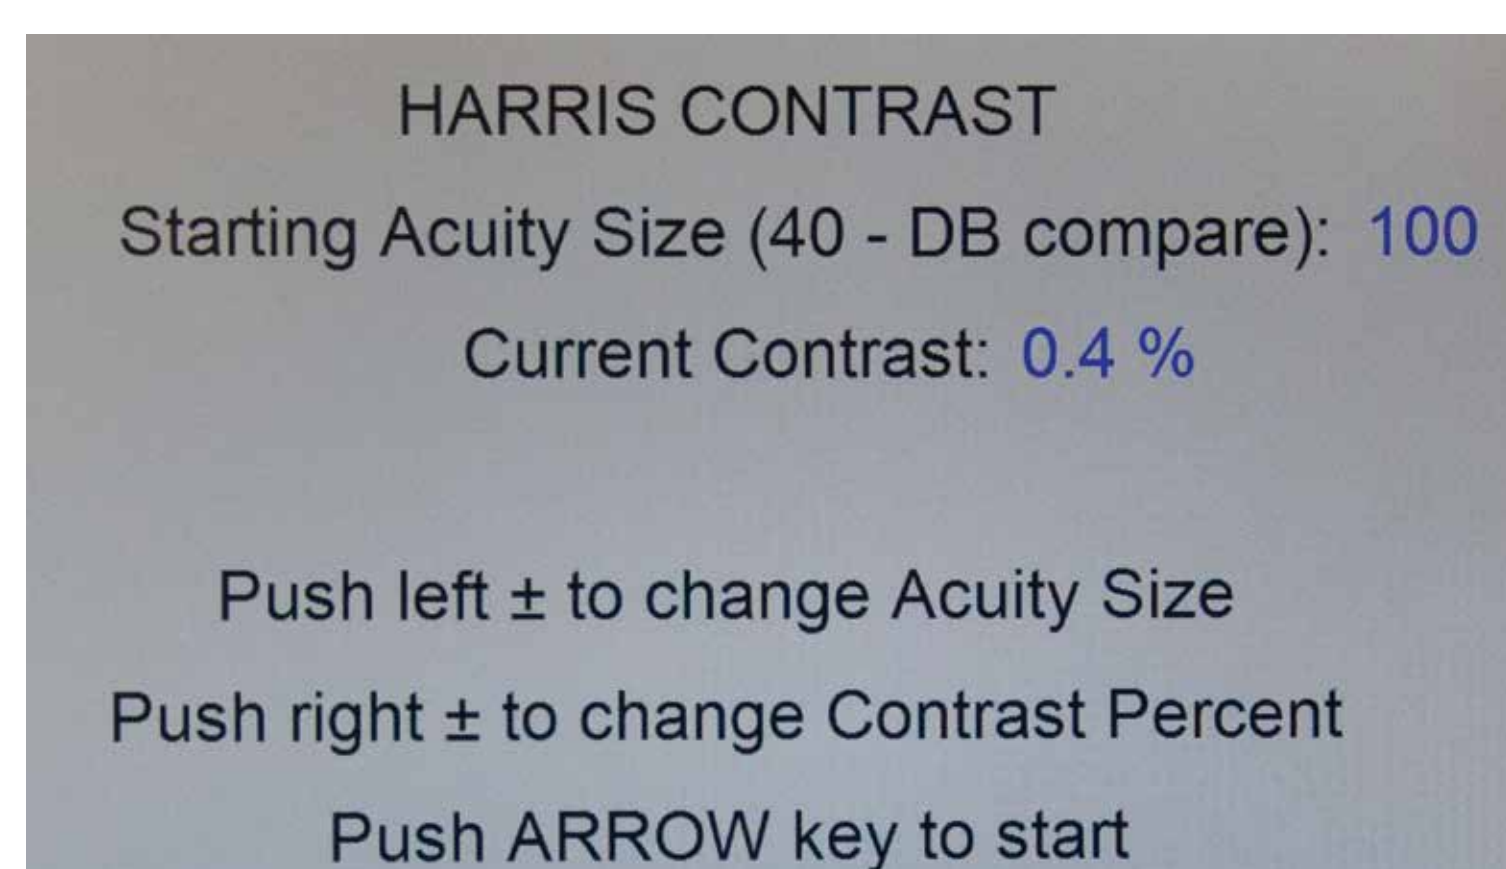 HARRIS CONTRAST
Starting Acuity Size (40 - DB compare): 100
Current Contrast: 0.4 %
Push left ± to change Acuity Size
Push right ± to change Contrast Percent
Push ARROW key to start